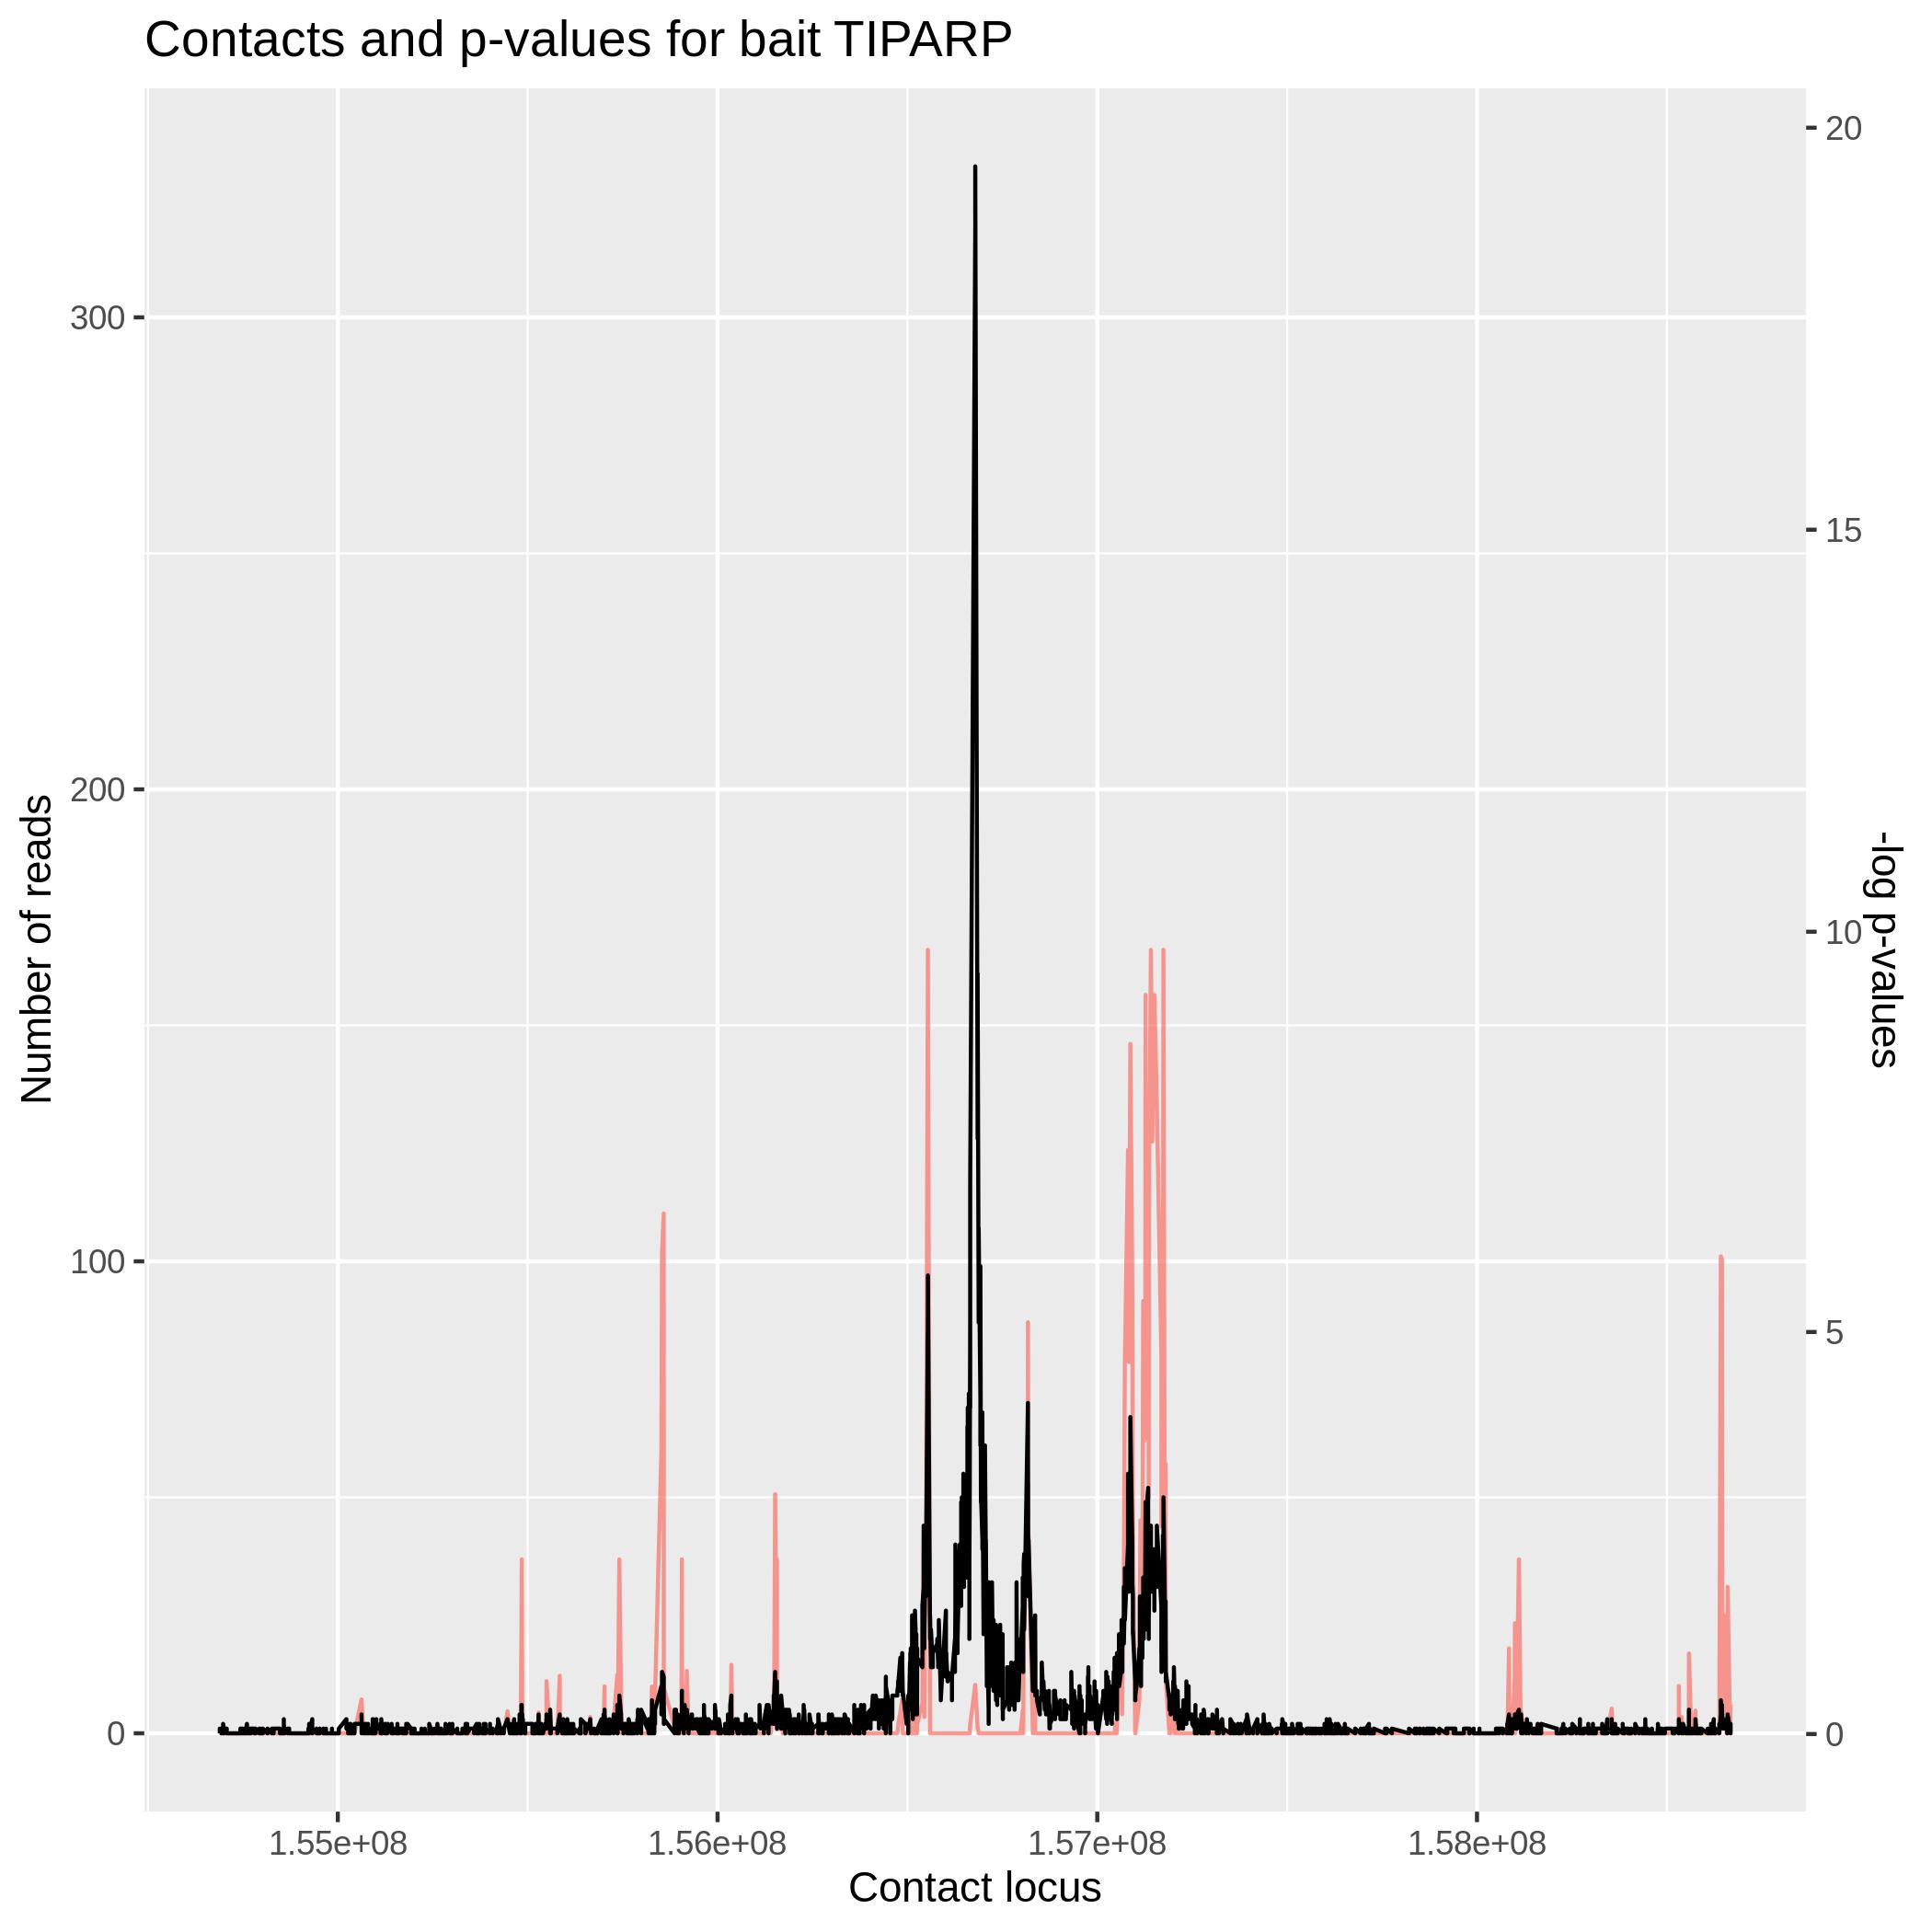 Contacts and p-values for bait TIPARP
Number of reads
300
200
100
0
20
15
10
5
0
-log p-values
1.55e+08
1.56e+08
1.57e+08
1.58e+08
Contact locus